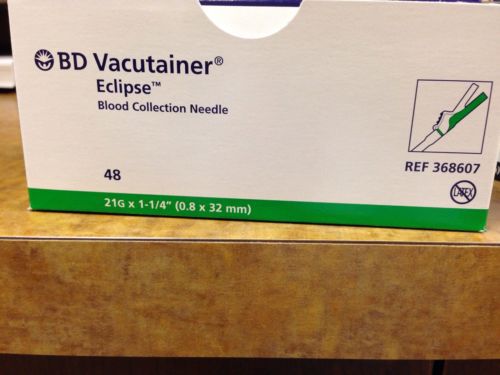 BD Vacutainer®
Eclipse™
Blood Collection Needle
48
REF 368607
LATEX
21G x 1-1/4" (0.8 x 32 mm)